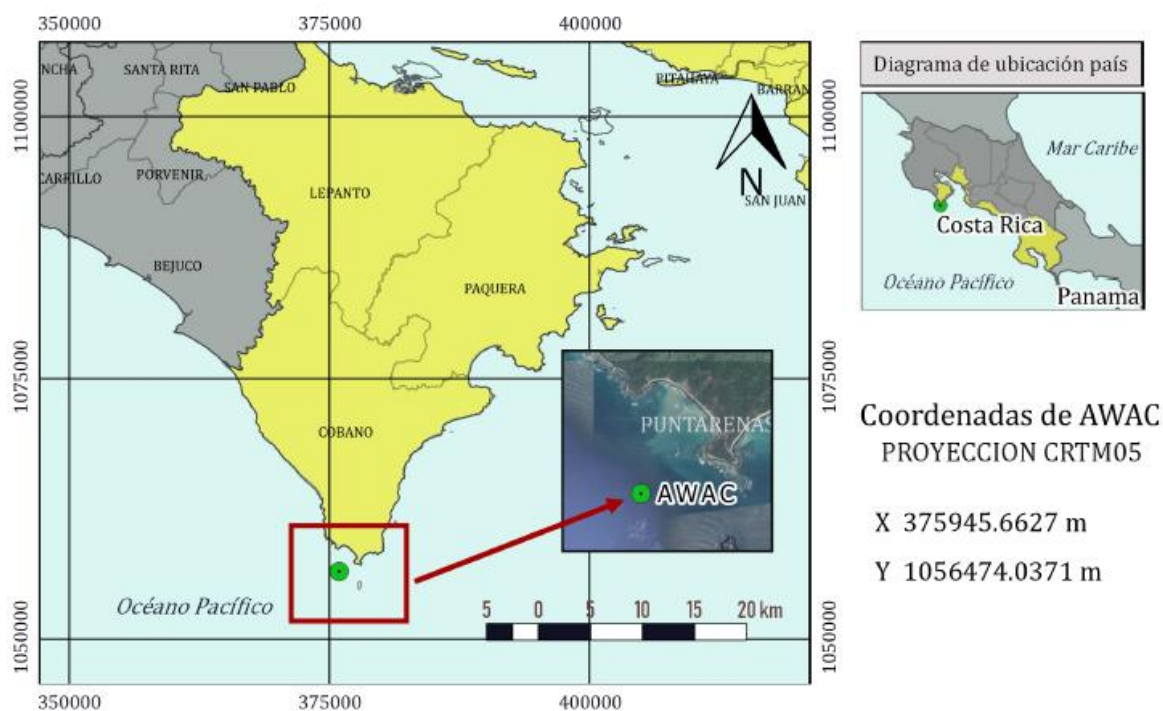 350000 375000 400000
NCHA
SANTA RITA
SAN PABLO
PITAHAYA
BARRAN
1100000
1100000
CARRILLO
PORVENIR
LEPANTO
N
SAN JUAN
BEJUCO
PAQUERA
1075000
1075000
COBANO
PUNTARENAS
AWAC
Océano Pacífico
5 0 5 10 15 20 km
1050000
1050000
350000 375000 400000
Diagrama de ubicación país
Mar Caribe
Costa Rica
Océano Pacífico
Panama
Coordenadas de AWAC
PROYECCION CRTM05
X 375945.6627 m
Y 1056474.0371 m